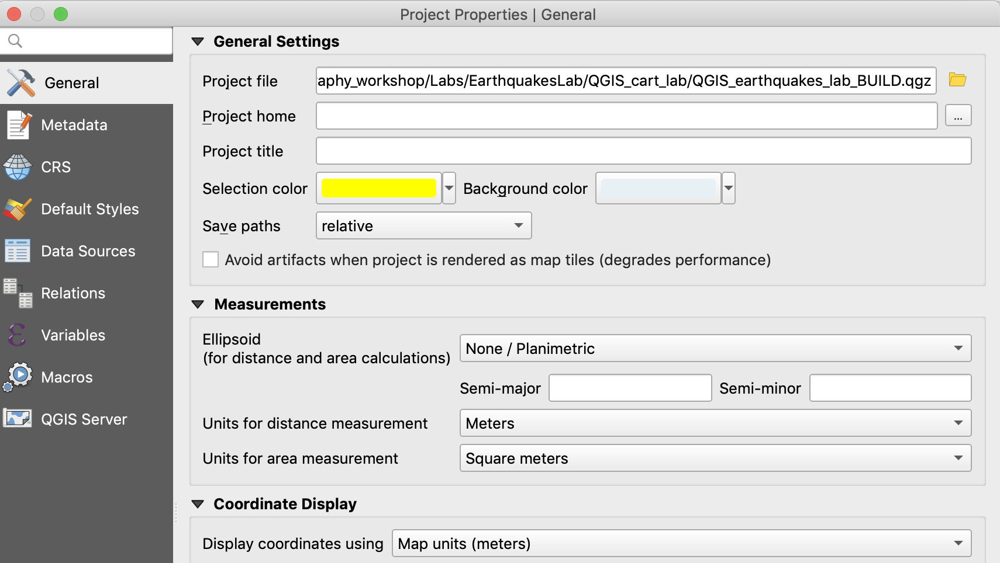 Project Properties | General
General
Metadata
CRS
Default Styles
Data Sources
Relations
Variables
Macros
QGIS Server
General Settings
Project file aphy_workshop/Labs/EarthquakesLab/QGIS_cart_lab/QGIS_earthquakes_lab_BUILD.qgz
Project home ...
Project title
Selection color Background color
Save paths relative
Avoid artifacts when project is rendered as map tiles (degrades performance)
Measurements
Ellipsoid
(for distance and area calculations) None / Planimetric
Semi-major Semi-minor
Units for distance measurement Meters
Units for area measurement Square meters
Coordinate Display
Display coordinates using Map units (meters)